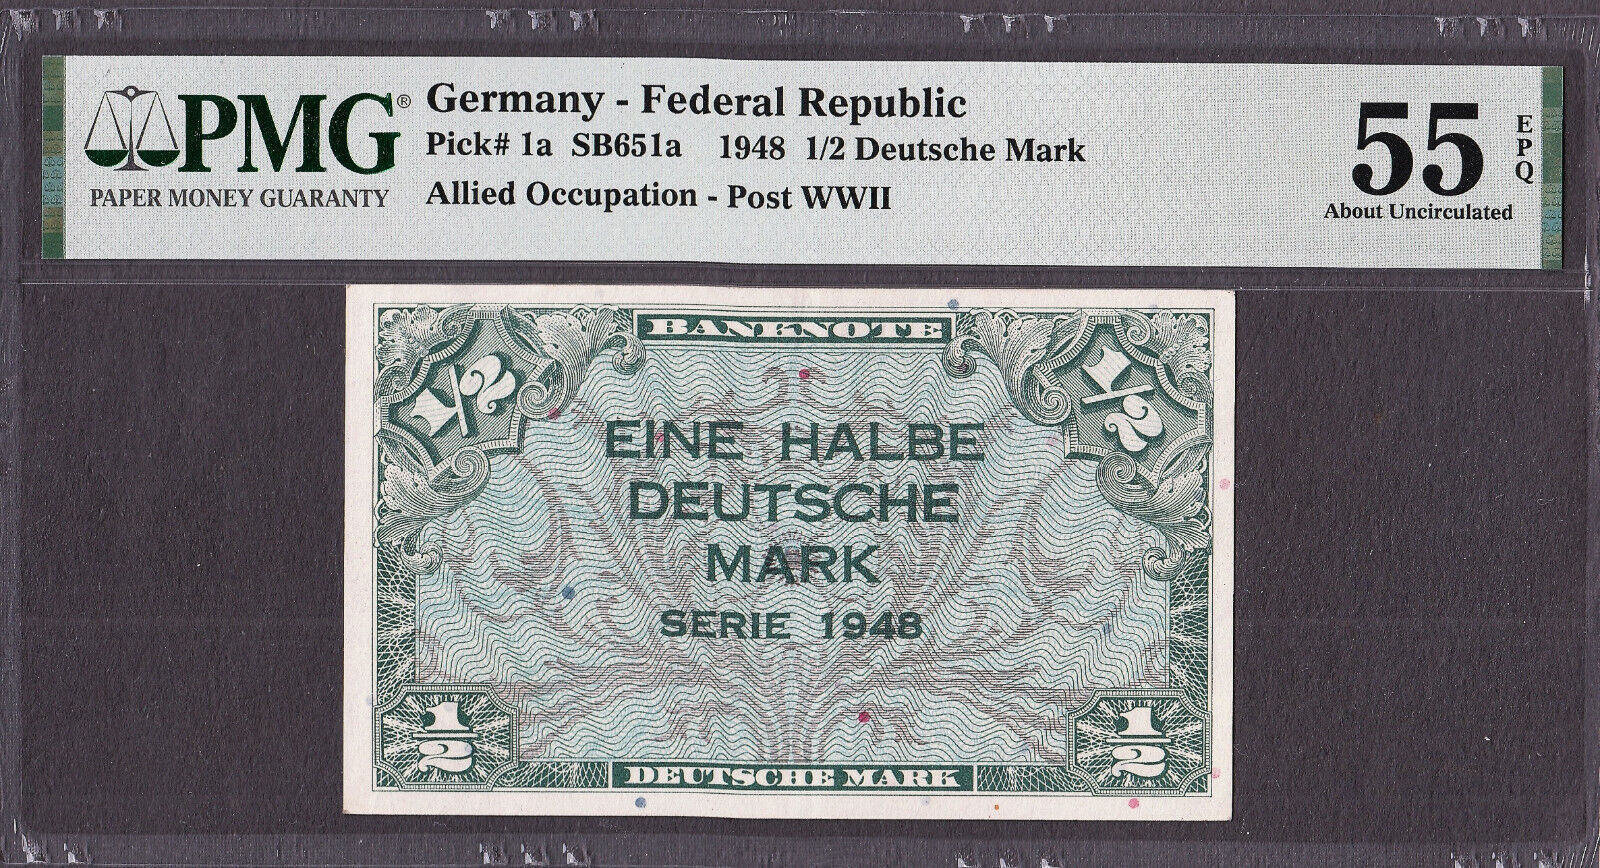 PMG®
PAPER MONEY GUARANTY
Germany - Federal Republic
Pick# 1a SB651a 1948 1/2 Deutsche Mark
Allied Occupation - Post WWII
55
EPQ
About Uncirculated
BANKNOTE
1/2
1/2
EINE HALBE
DEUTSCHE
MARK
SERIE 1948
1/2
1/2
DEUTSCHE MARK